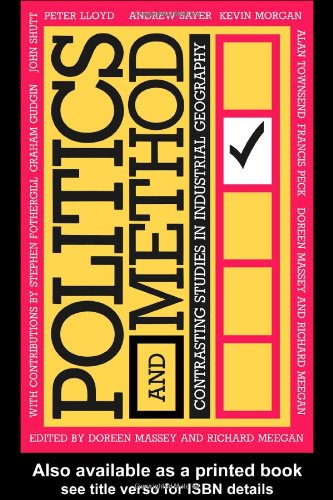 WITH CONTRIBUTIONS BY STEPHEN FOTHERGILL GRAHAM GUDGIN JOHN SHUTT
PETER LLOYD ANDREW SAYER KEVIN MORGAN
ALAN TOWNSEND FRANCIS PECK DOREEN MASSEY AND RICHARD MEEGAN
POLITICS
AND METHOD
CONTRASTING STUDIES IN INDUSTRIAL GEOGRAPHY
EDITED BY DOREEN MASSEY AND RICHARD MEEGAN
Also available as a printed book
see title verso for ISBN details